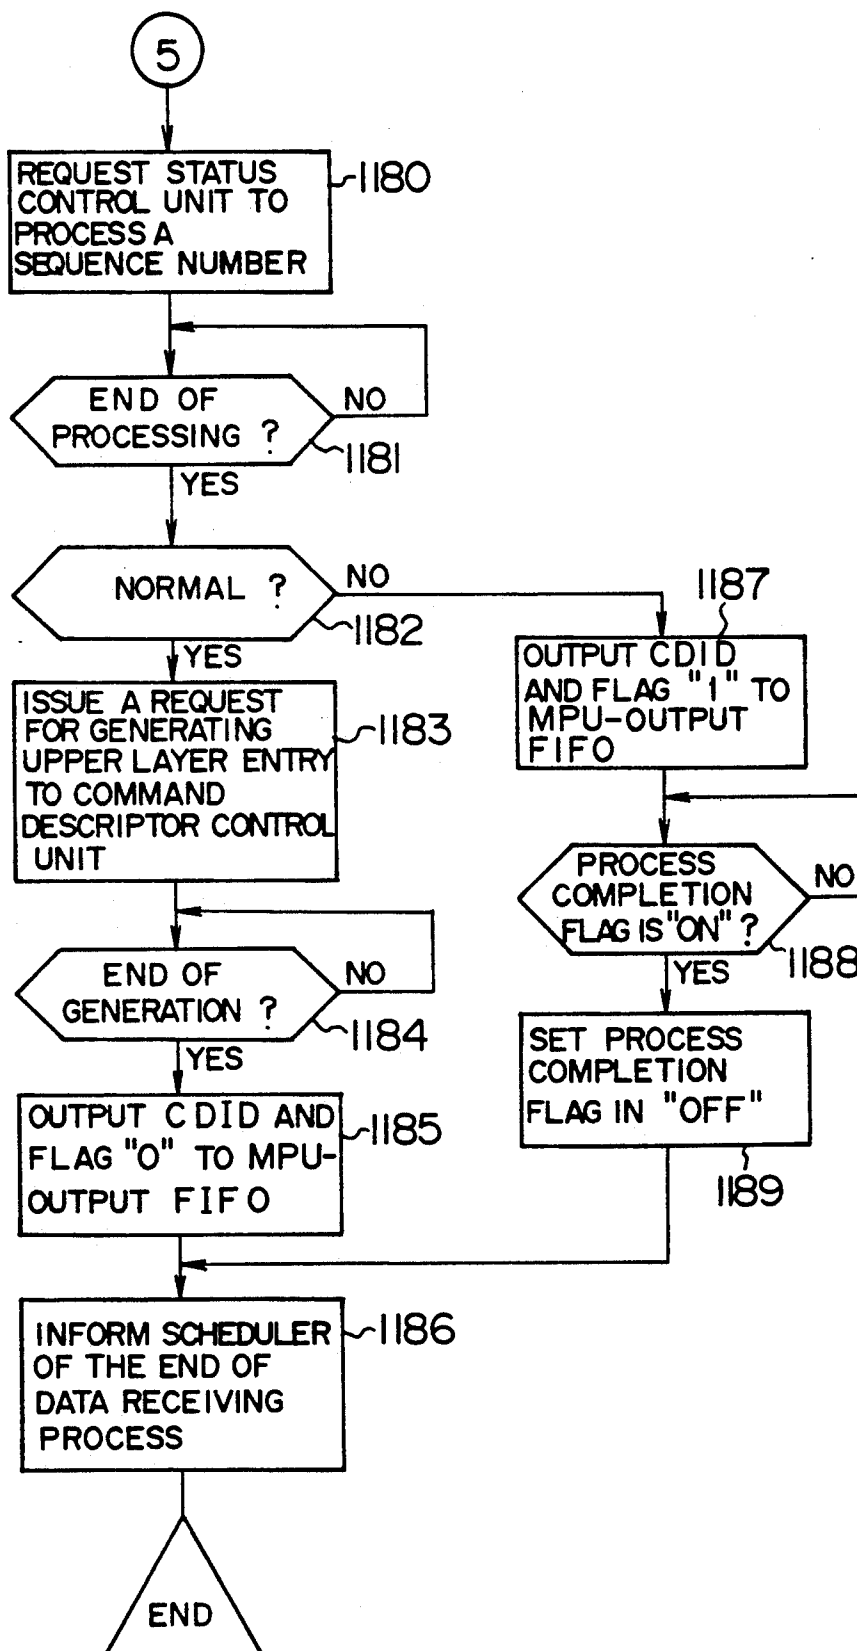 5
REQUEST STATUS
CONTROL UNIT TO
PROCESS A
SEQUENCE NUMBER
1180
END OF
PROCESSING ?
NO
1181
YES
NORMAL ?
NO
1182
YES
ISSUE A REQUEST
FOR GENERATING
UPPER LAYER ENTRY
TO COMMAND
DESCRIPTOR CONTROL
UNIT
1183
END OF
GENERATION ?
NO
1184
YES
OUTPUT CDID AND
FLAG "0" TO MPU-
OUTPUT FIFO
1185
1187
OUTPUT CDID
AND FLAG "1" TO
MPU-OUTPUT
FIFO
PROCESS
COMPLETION
FLAG IS "ON" ?
NO
1188
YES
SET PROCESS
COMPLETION
FLAG IN "OFF"
1189
INFORM SCHEDULER
OF THE END OF
DATA RECEIVING
PROCESS
1186
END